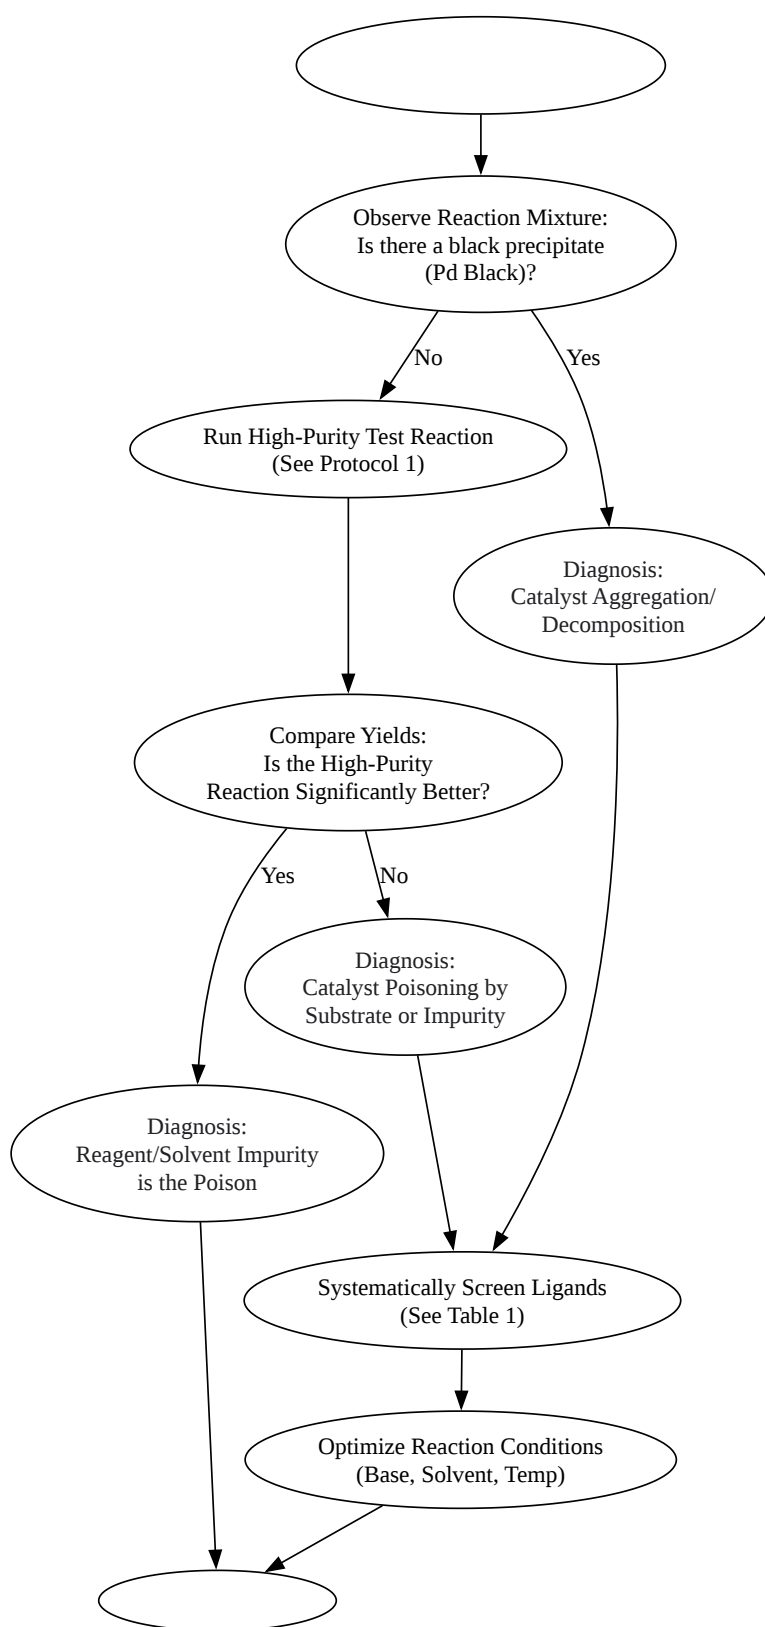 Observe Reaction Mixture:
Is there a black precipitate
(Pd Black)?
No
Yes
Run High-Purity Test Reaction
(See Protocol 1)
Diagnosis:
Catalyst Aggregation/
Decomposition
Compare Yields:
Is the High-Purity
Reaction Significantly Better?
Yes
No
Diagnosis:
Catalyst Poisoning by
Substrate or Impurity
Diagnosis:
Reagent/Solvent Impurity
is the Poison
Systematically Screen Ligands
(See Table 1)
Optimize Reaction Conditions
(Base, Solvent, Temp)